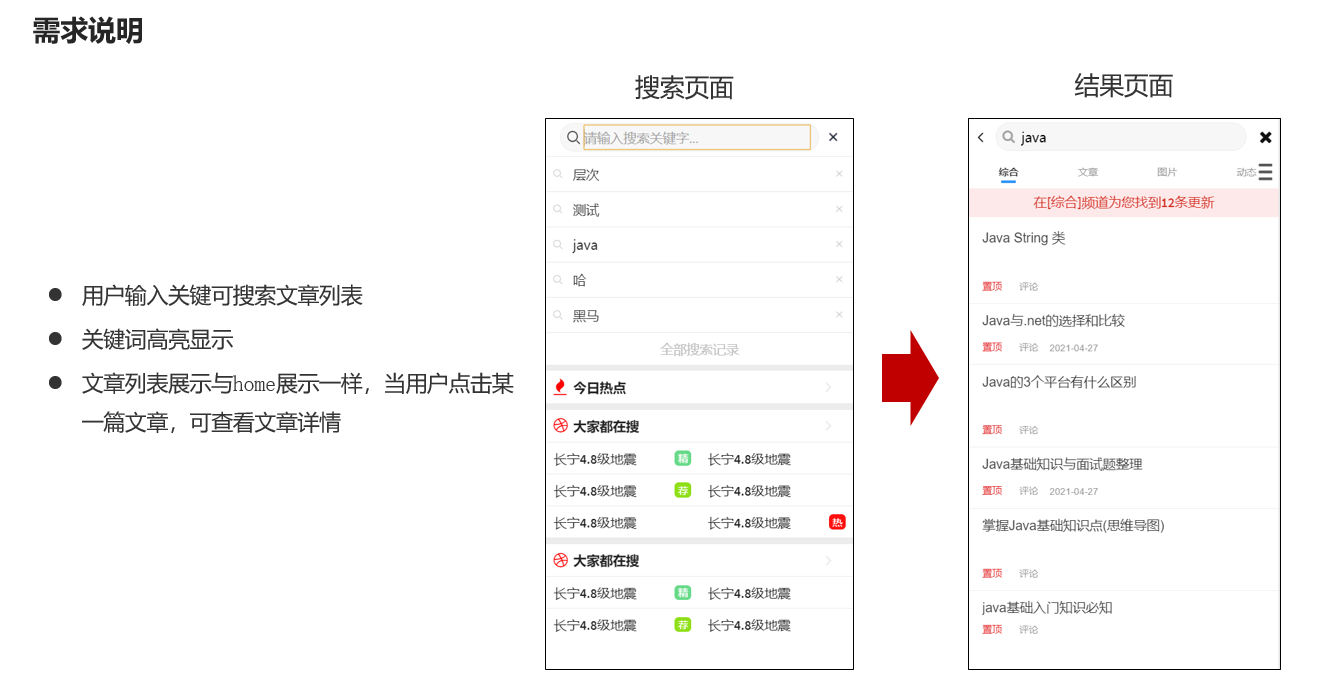 需求说明
用户输入关键可搜索文章列表
关键词高亮显示
文章列表展示与home展示一样，当用户点击某
一篇文章，可查看文章详情
搜索页面
请输入搜索关键字...
层次
测试
java
哈
黑马
全部搜索记录
今日热点
大家都在搜
长宁4.8级地震 精 长宁4.8级地震
长宁4.8级地震 荐 长宁4.8级地震
长宁4.8级地震 长宁4.8级地震 热
大家都在搜
长宁4.8级地震 精 长宁4.8级地震
长宁4.8级地震 荐 长宁4.8级地震
结果页面
java
综合 文章 图片 动态
在[综合]频道为您找到12条更新
Java String 类
置顶 评论
Java与.net的选择和比较
置顶 评论 2021-04-27
Java的3个平台有什么区别
置顶 评论
Java基础知识与面试题整理
置顶 评论 2021-04-27
掌握Java基础知识点(思维导图)
置顶 评论
java基础入门知识必知
置顶 评论